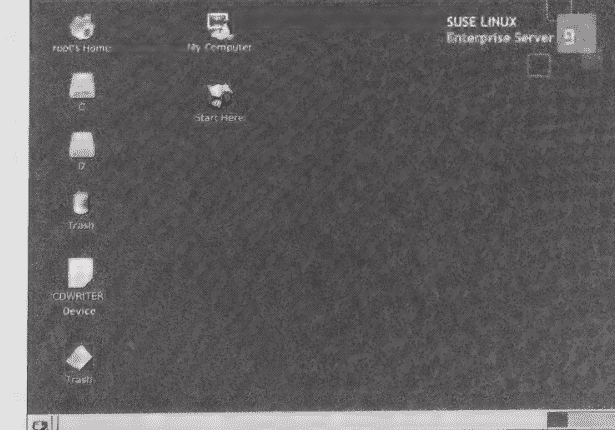 root's Home
My Computer
SUSE LINUX
Enterprise Server 9
C
Start Here
D
Trash
CDWRITER
Device
Trash